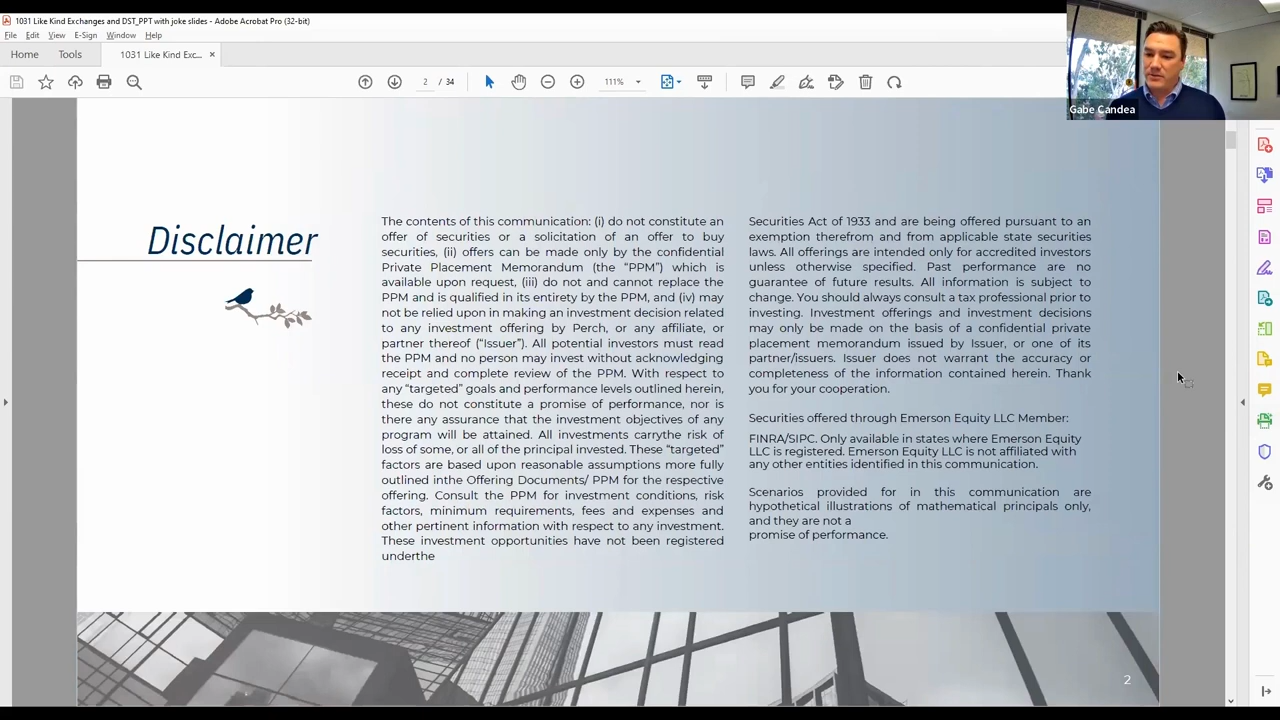 1031 Like Kind Exchanges and DST_PPT with joke slides - Adobe Acrobat Pro (32-bit)
File Edit View E-Sign Window Help
Home Tools 1031 Like Kind Exc... ×
2 / 34 111%
Gabe Candea
Disclaimer
The contents of this communication: (i) do not constitute an
offer of securities or a solicitation of an offer to buy
securities, (ii) offers can be made only by the confidential
Private Placement Memorandum (the “PPM”) which is
available upon request, (iii) do not and cannot replace the
PPM and is qualified in its entirety by the PPM, and (iv) may
not be relied upon in making an investment decision related
to any investment offering by Perch, or any affiliate, or
partner thereof (“Issuer”). All potential investors must read
the PPM and no person may invest without acknowledging
receipt and complete review of the PPM. With respect to
any “targeted” goals and performance levels outlined herein,
these do not constitute a promise of performance, nor is
there any assurance that the investment objectives of any
program will be attained. All investments carrythe risk of
loss of some, or all of the principal invested. These “targeted”
factors are based upon reasonable assumptions more fully
outlined inthe Offering Documents/ PPM for the respective
offering. Consult the PPM for investment conditions, risk
factors, minimum requirements, fees and expenses and
other pertinent information with respect to any investment.
These investment opportunities have not been registered
underthe
Securities Act of 1933 and are being offered pursuant to an
exemption therefrom and from applicable state securities
laws. All offerings are intended only for accredited investors
unless otherwise specified. Past performance are no
guarantee of future results. All information is subject to
change. You should always consult a tax professional prior to
investing. Investment offerings and investment decisions
may only be made on the basis of a confidential private
placement memorandum issued by Issuer, or one of its
partner/issuers. Issuer does not warrant the accuracy or
completeness of the information contained herein. Thank
you for your cooperation.
Securities offered through Emerson Equity LLC Member:
FINRA/SIPC. Only available in states where Emerson Equity
LLC is registered. Emerson Equity LLC is not affiliated with
any other entities identified in this communication.
Scenarios provided for in this communication are
hypothetical illustrations of mathematical principals only,
and they are not a
promise of performance.
2